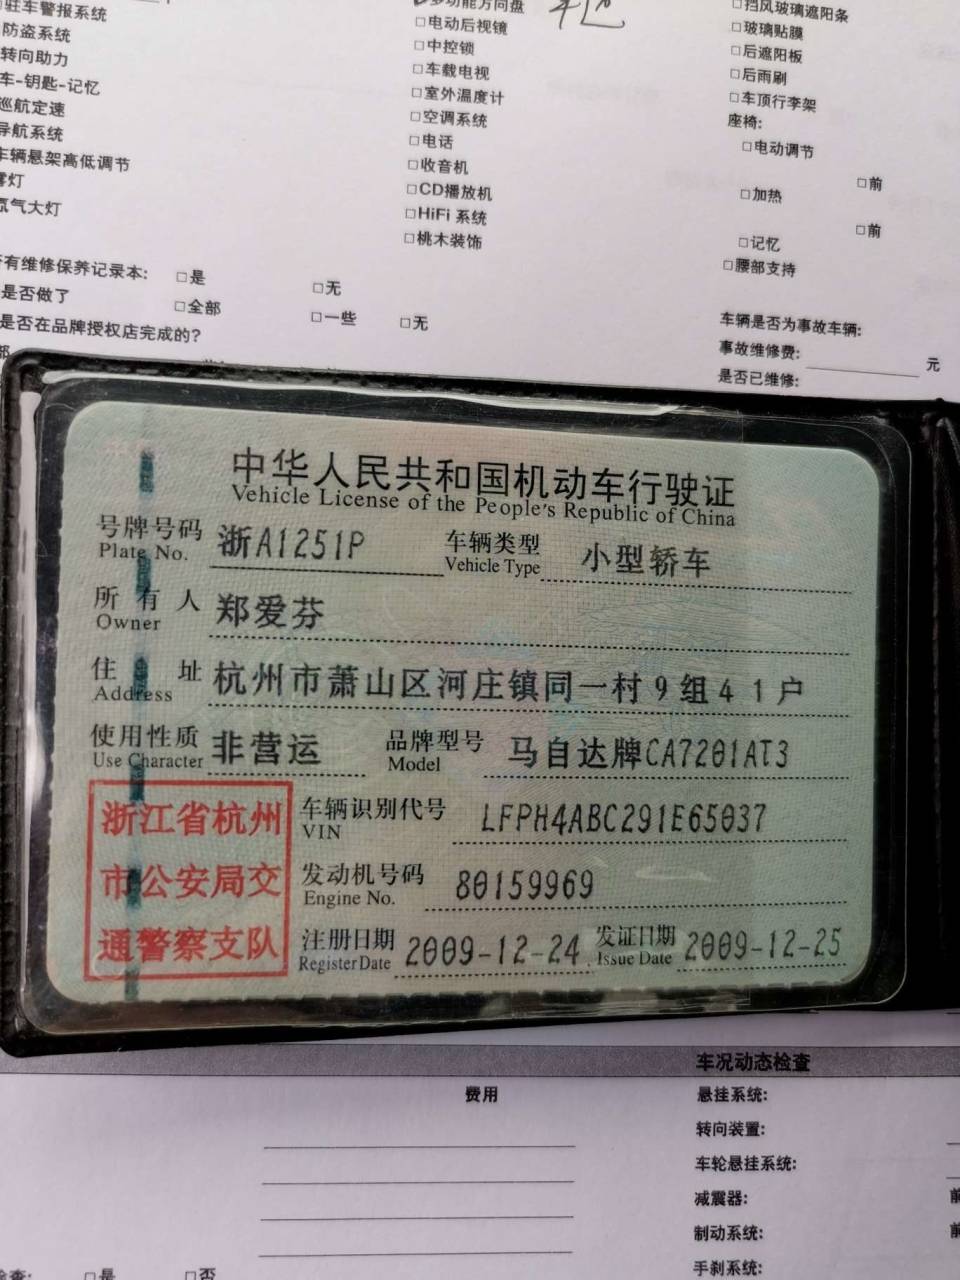 驻车警报系统
防盗系统
转向助力
车-钥匙-记忆
巡航定速
导航系统
车辆悬架高低调节
雾灯
氙气大灯
多功能方向盘
□电动后视镜
□中控锁
□车载电视
□室外温度计
□空调系统
□电话
□收音机
□CD播放机
□HiFi 系统
□桃木装饰
□挡风玻璃遮阳条
□玻璃贴膜
□后遮阳板
□后雨刷
□车顶行李架
座椅:
□电动调节
□前
□加热
□前
□记忆
□腰部支持
所有维修保养记录本: □是 □无
是否做了 □全部 □一些 □无
是否在品牌授权店完成的?
车辆是否为事故车辆:
事故维修费: 元
是否已维修:
中华人民共和国机动车行驶证
Vehicle License of the People's Republic of China
号牌号码 浙A1251P 车辆类型 小型轿车
Plate No. Vehicle Type
所有人 郑爱芬
Owner
住址 杭州市萧山区河庄镇同一村9组41户
Address
使用性质 非营运 品牌型号 马自达牌CA7201AT3
Use Character Model
浙江省杭州
市公安局交
通警察支队
车辆识别代号 LFPH4ABC291E65037
VIN
发动机号码 80159969
Engine No.
注册日期 2009-12-24 发证日期 2009-12-25
Register Date Issue Date
车况动态检查
费用
悬挂系统:
转向装置:
车轮悬挂系统:
减震器: 前
制动系统: 前
手刹系统:
检查: □是 □否